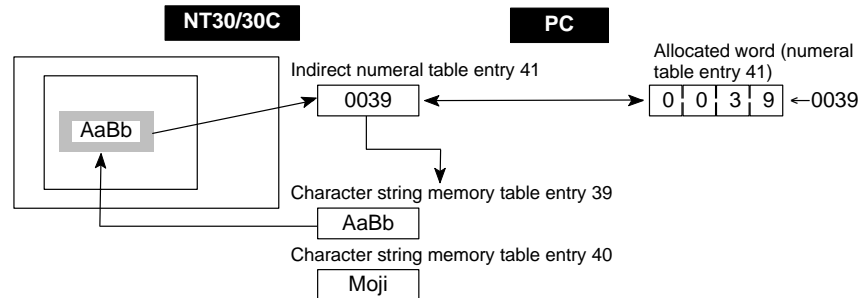 NT30/30C
PC
Indirect numeral table entry 41
Allocated word (numeral
table entry 41)
0039
0 0 3 9 ←0039
AaBb
Character string memory table entry 39
AaBb
Character string memory table entry 40
Moji